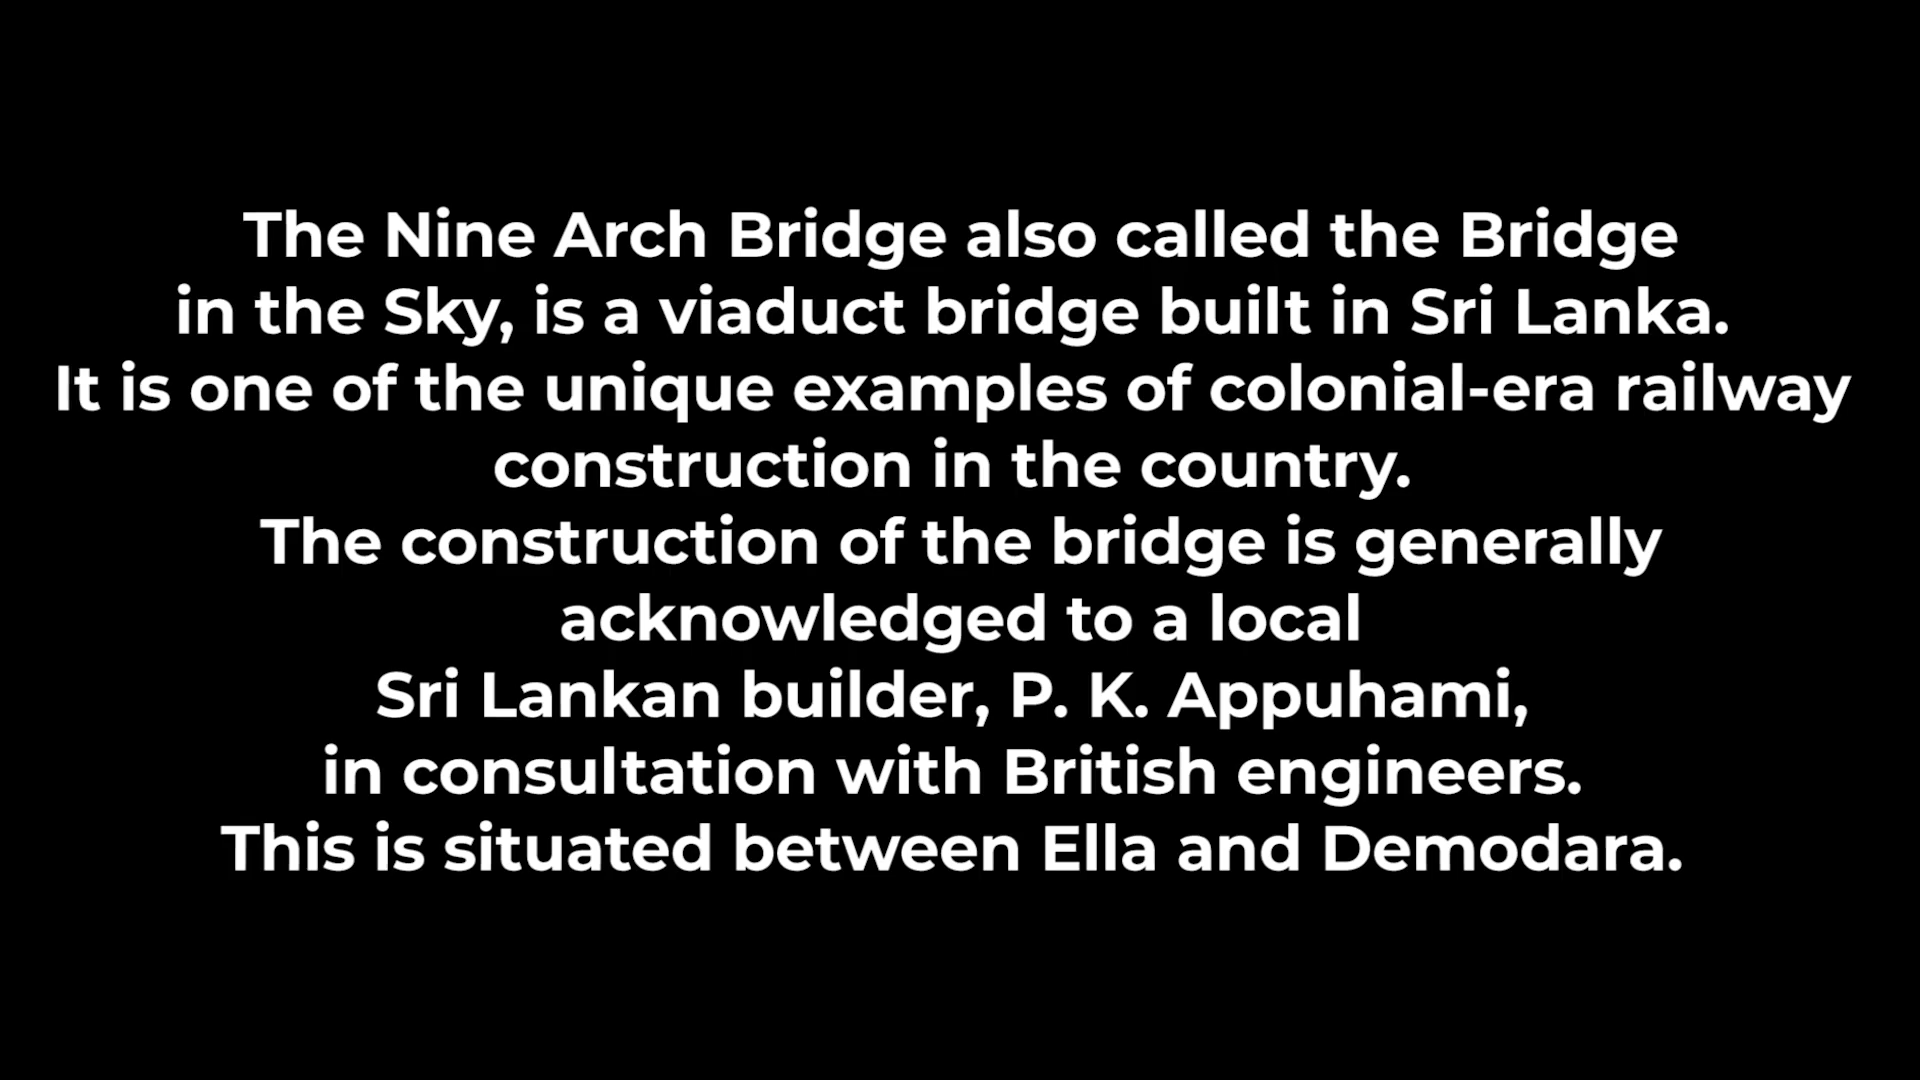 The Nine Arch Bridge also called the Bridge
in the Sky, is a viaduct bridge built in Sri Lanka.
It is one of the unique examples of colonial-era railway
construction in the country.
The construction of the bridge is generally
acknowledged to a local
Sri Lankan builder, P. K. Appuhami,
in consultation with British engineers.
This is situated between Ella and Demodara.